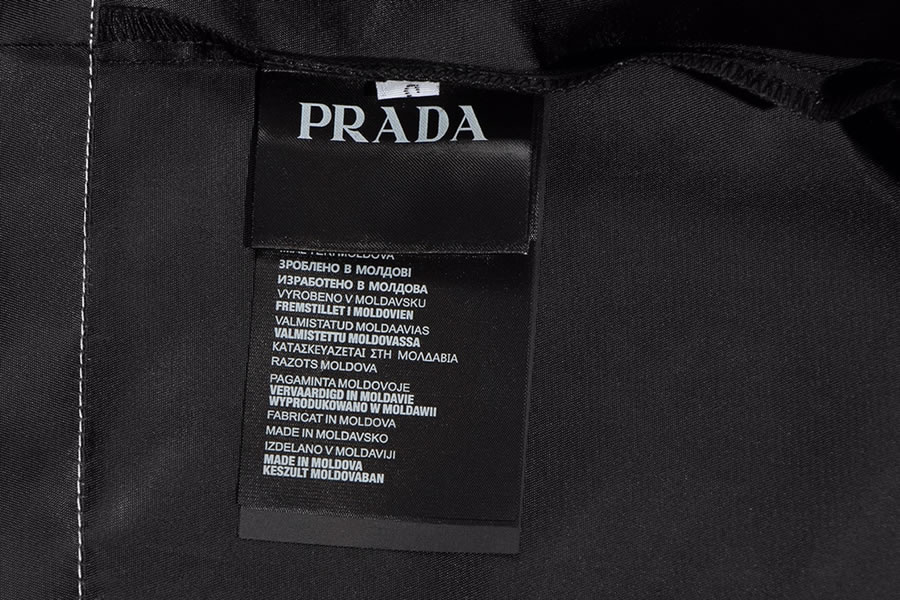 C
PRADA
ЗРОБЛЕНО В МОЛДОВІ
ИЗРАБОТЕНО В МОЛДОВА
VYROBENO V MOLDAVSKU
FREMSTILLET I MOLDOVIEN
VALMISTATUD MOLDAAVIAS
VALMISTETTU MOLDOVASSA
ΚΑΤΑΣΚΕΥΑΖΕΤΑΙ ΣΤΗ ΜΟΛΔΑΒΙΑ
RAZOTS MOLDOVA
PAGAMINTA MOLDOVOJE
VERVAARDIGD IN MOLDAVIE
WYPRODUKOWANO W MOLDAWII
FABRICAT IN MOLDOVA
MADE IN MOLDAVSKO
IZDELANO V MOLDAVIJI
MADE IN MOLDOVA
KESZULT MOLDOVABAN